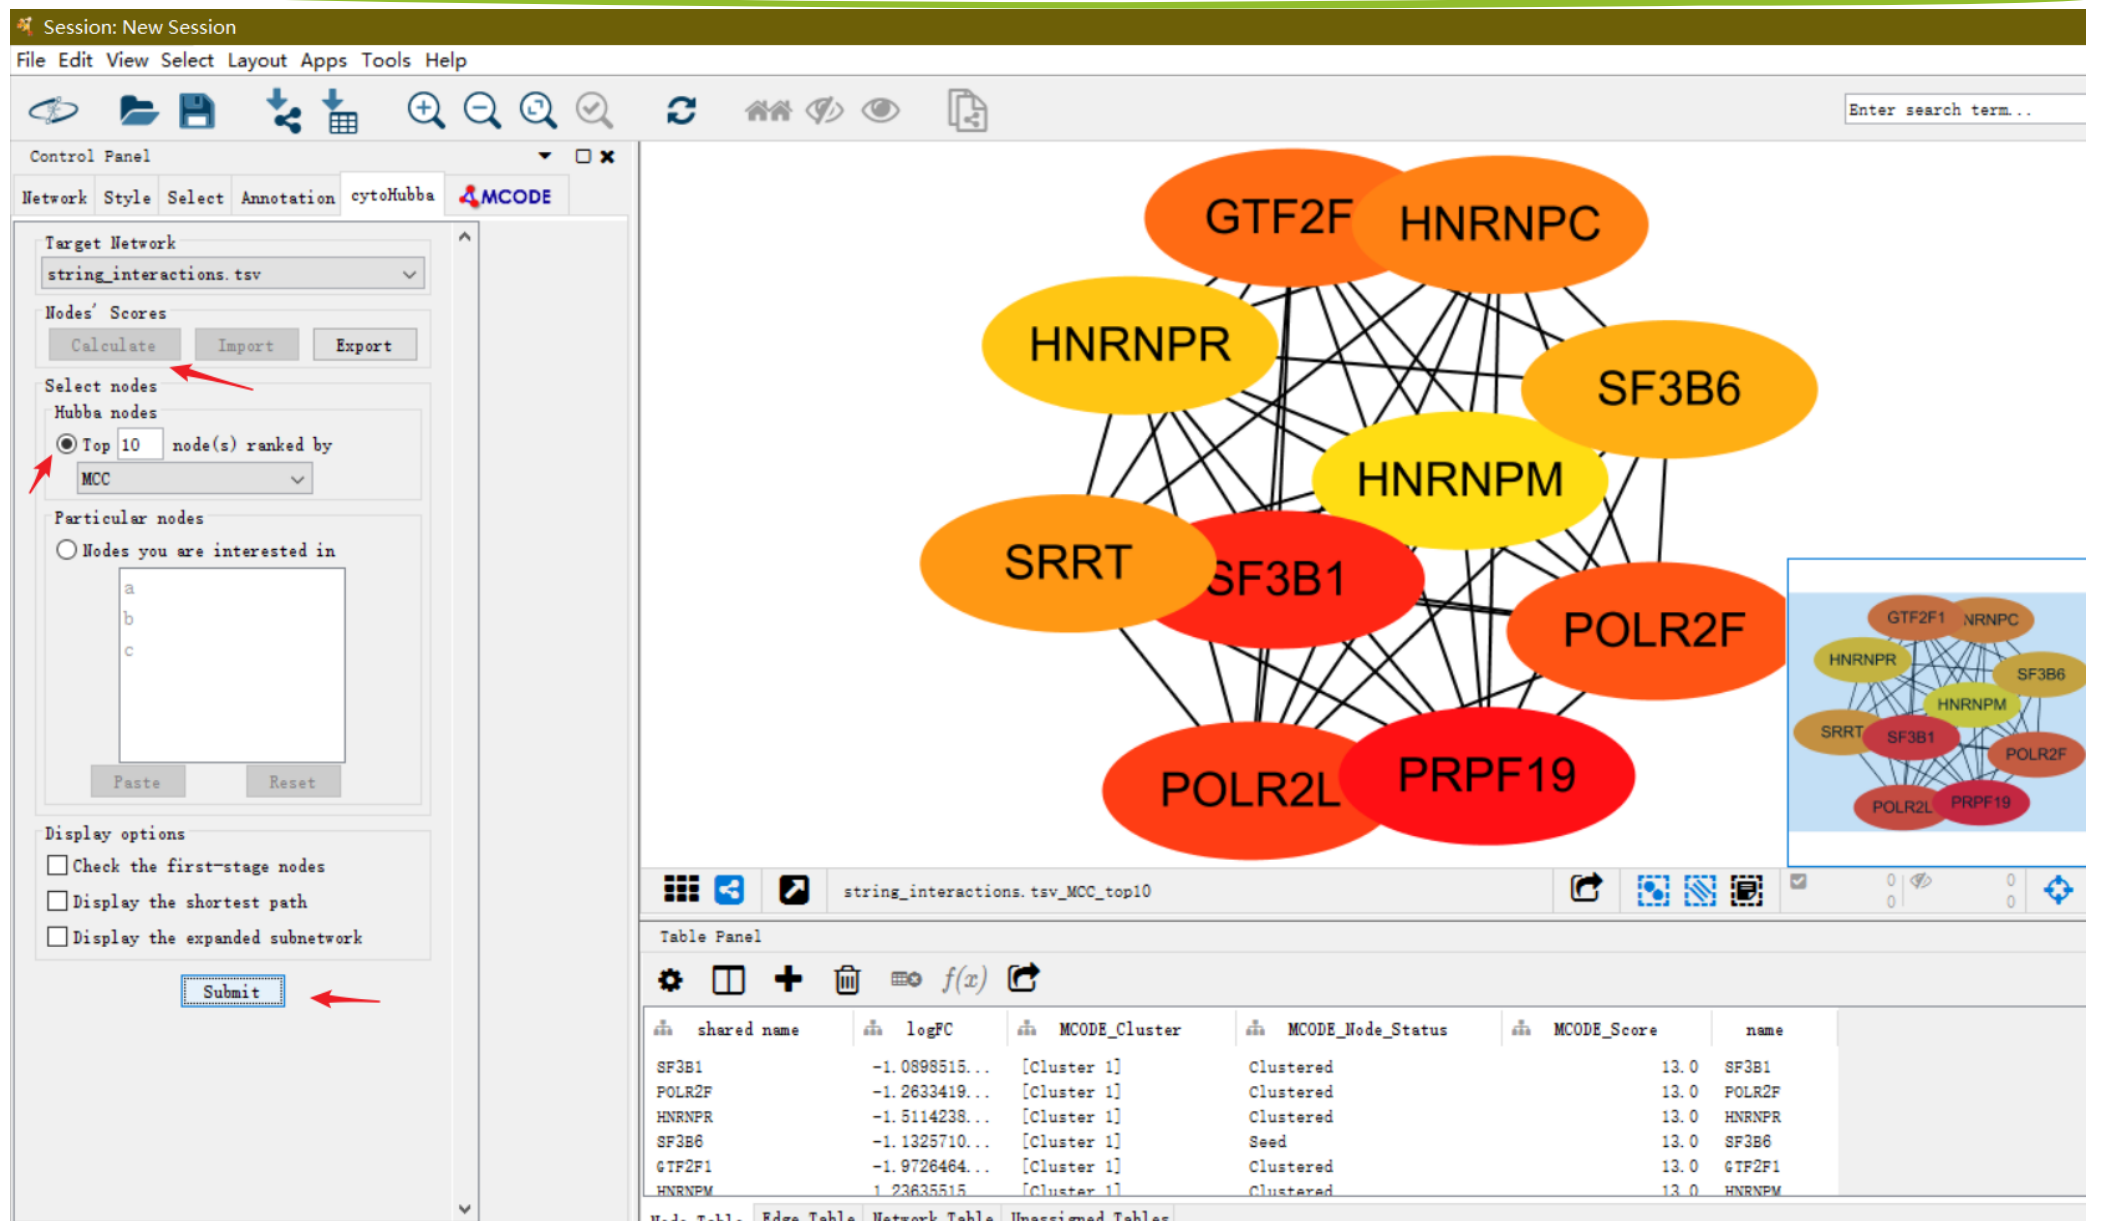 Session: New Session
File Edit View Select Layout Apps Tools Help
Enter search term...
Control Panel
Network Style Select Annotation cytoHubba MCODE
Target Network
string_interactions.tsv
Nodes' Scores
Calculate Import Export
Select nodes
Hubba nodes
Top 10 node(s) ranked by
MCC
Particular nodes
Nodes you are interested in
a
b
c
Paste Reset
Display options
Check the first-stage nodes
Display the shortest path
Display the expanded subnetwork
Submit
GTF2F
HNRNPC
HNRNPR
SF3B6
HNRNPM
SRRT
SF3B1
POLR2F
POLR2L
PRPF19
GTF2F1
NRNPC
HNRNPR
SF3B6
HNRNPM
SRRT
SF3B1
POLR2F
POLR2L
PRPF19
string_interactions.tsv_MCC_top10
0 0
0 0
Table Panel
f(x)
shared name logFC MCODE_Cluster MCODE_Node_Status MCODE_Score name
SF3B1 -1.0898515... [Cluster 1] Clustered 13.0 SF3B1
POLR2F -1.2633419... [Cluster 1] Clustered 13.0 POLR2F
HNRNPR -1.5114238... [Cluster 1] Clustered 13.0 HNRNPR
SF3B6 -1.1325710... [Cluster 1] Seed 13.0 SF3B6
GTF2F1 -1.9726464... [Cluster 1] Clustered 13.0 GTF2F1
HNRNPM 1.23635515 [Cluster 1] Clustered 13.0 HNRNPM
Node Table Edge Table Network Table Unassigned Tables